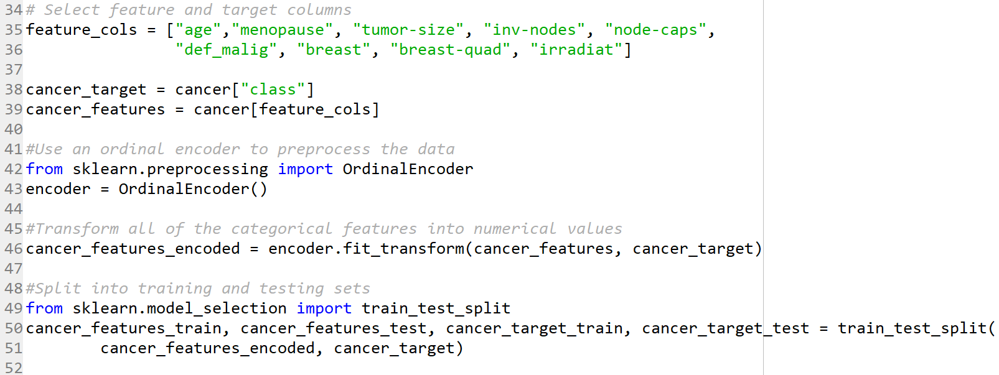 34 # Select feature and target columns
35 feature_cols = ["age","menopause", "tumor-size", "inv-nodes", "node-caps",
36                 "def_malig", "breast", "breast-quad", "irradiat"]
37
38 cancer_target = cancer["class"]
39 cancer_features = cancer[feature_cols]
40
41 #Use an ordinal encoder to preprocess the data
42 from sklearn.preprocessing import OrdinalEncoder
43 encoder = OrdinalEncoder()
44
45 #Transform all of the categorical features into numerical values
46 cancer_features_encoded = encoder.fit_transform(cancer_features, cancer_target)
47
48 #Split into training and testing sets
49 from sklearn.model_selection import train_test_split
50 cancer_features_train, cancer_features_test, cancer_target_train, cancer_target_test = train_test_split(
51         cancer_features_encoded, cancer_target)
52